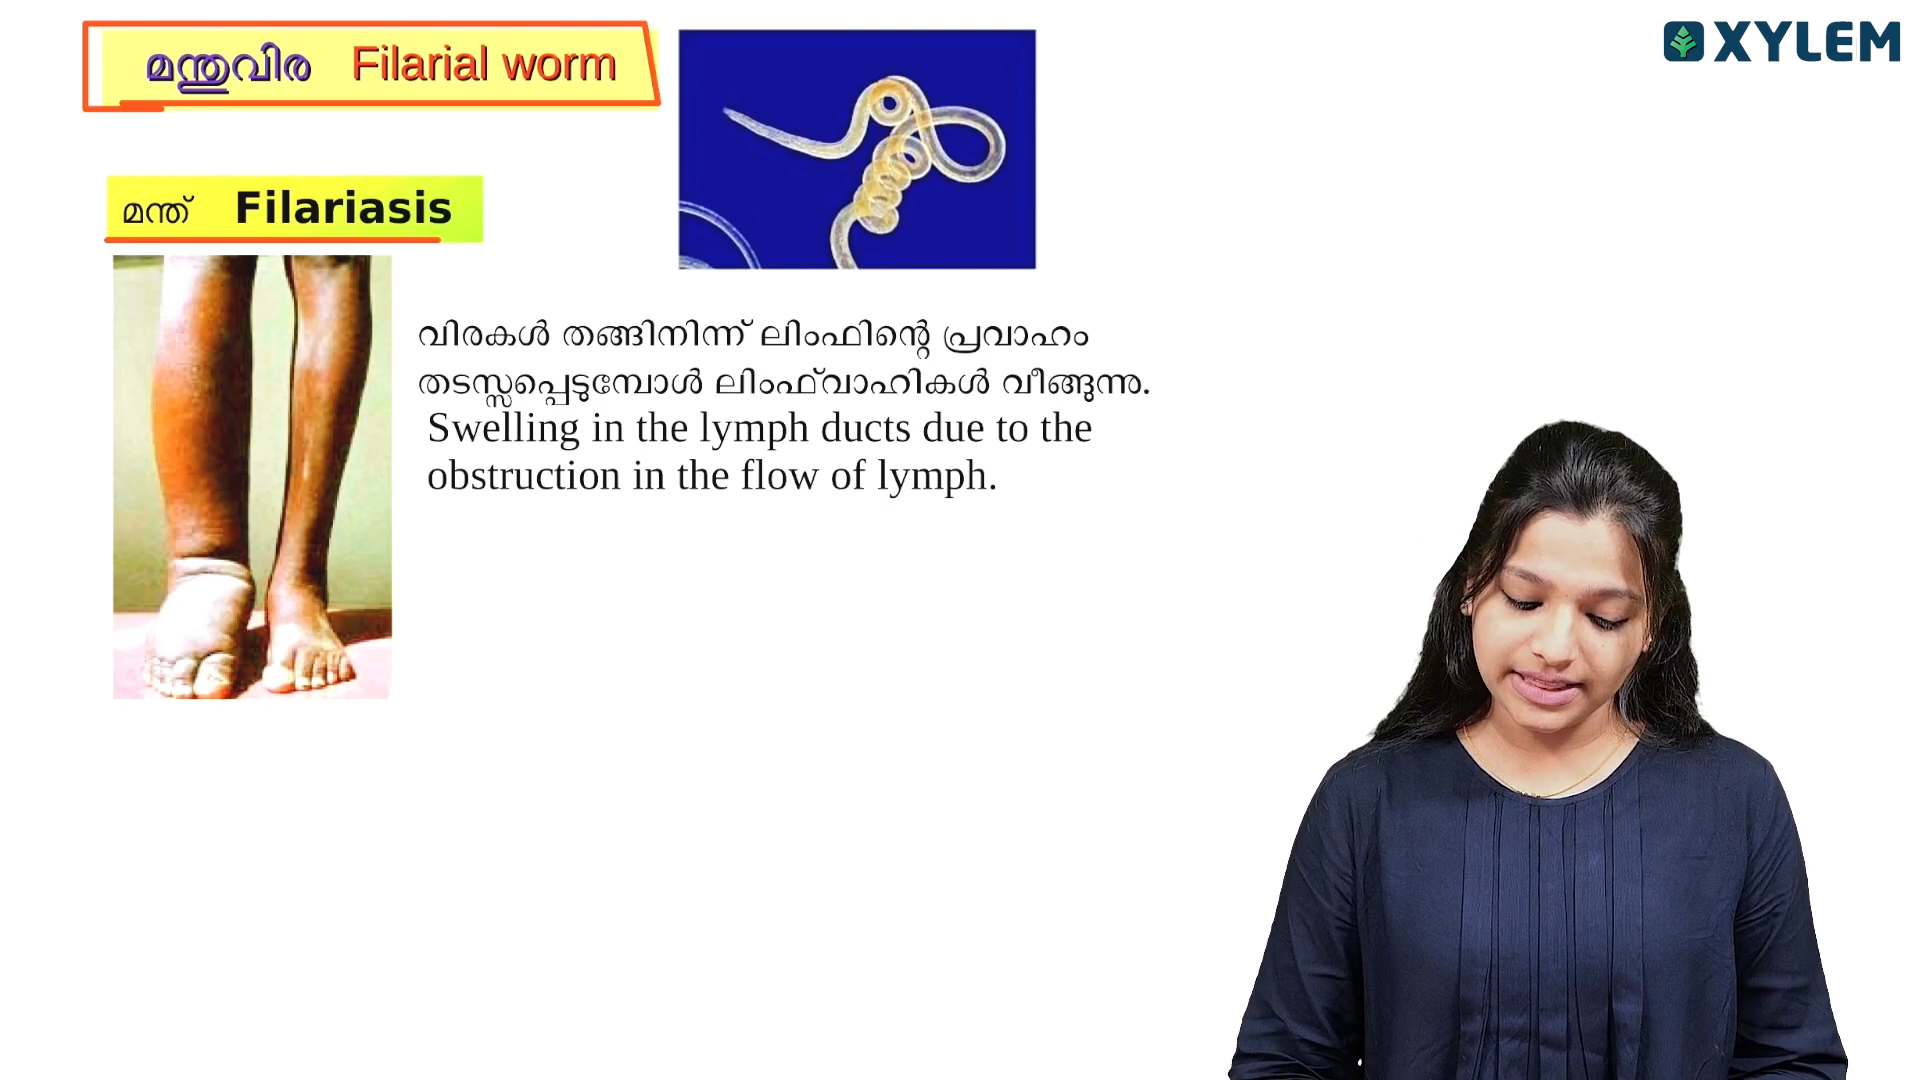 മന്തുവിര Filarial worm
XYLEM
മന്ത് Filariasis
വിരകൾ തങ്ങിനിന്ന് ലിംഫിന്റെ പ്രവാഹം
തടസ്സപ്പെടുമ്പോൾ ലിംഫ്‌വാഹികൾ വീങ്ങുന്നു.
Swelling in the lymph ducts due to the
obstruction in the flow of lymph.